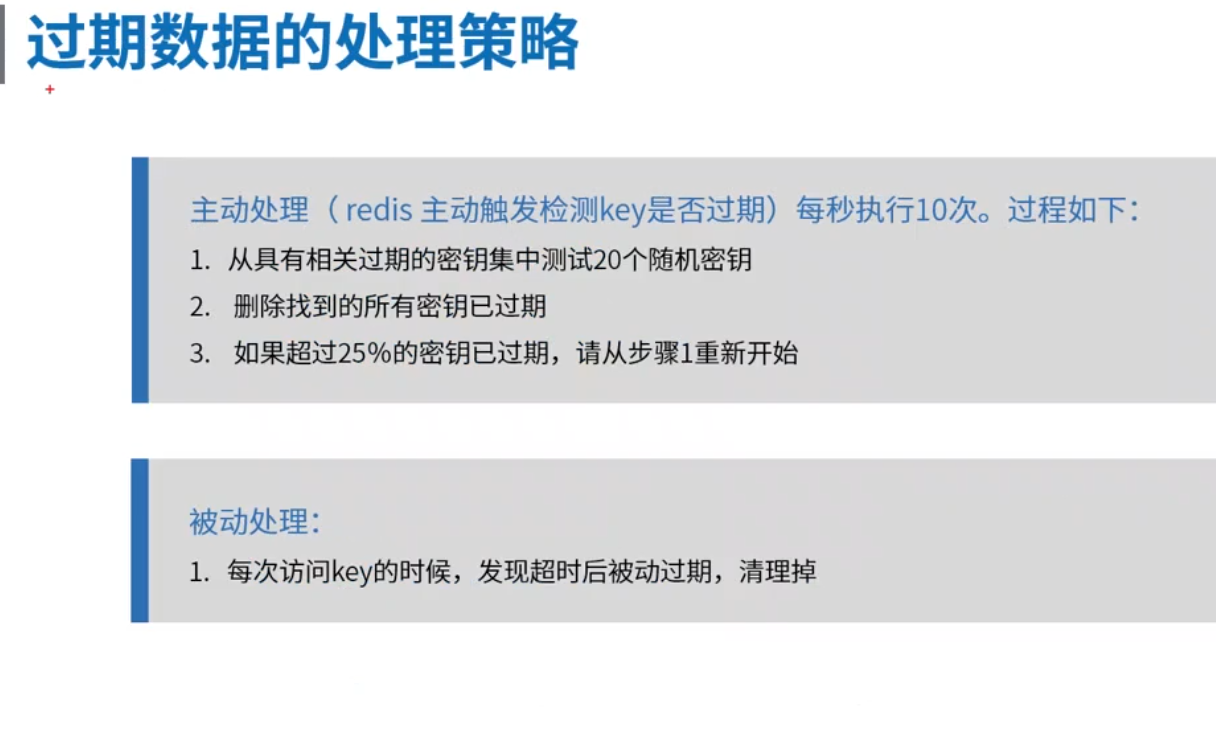 过期数据的处理策略
主动处理（ redis 主动触发检测key是否过期）每秒执行10次。过程如下：
1. 从具有相关过期的密钥集中测试20个随机密钥
2. 删除找到的所有密钥已过期
3. 如果超过25%的密钥已过期，请从步骤1重新开始
被动处理：
1. 每次访问key的时候，发现超时后被动过期，清理掉